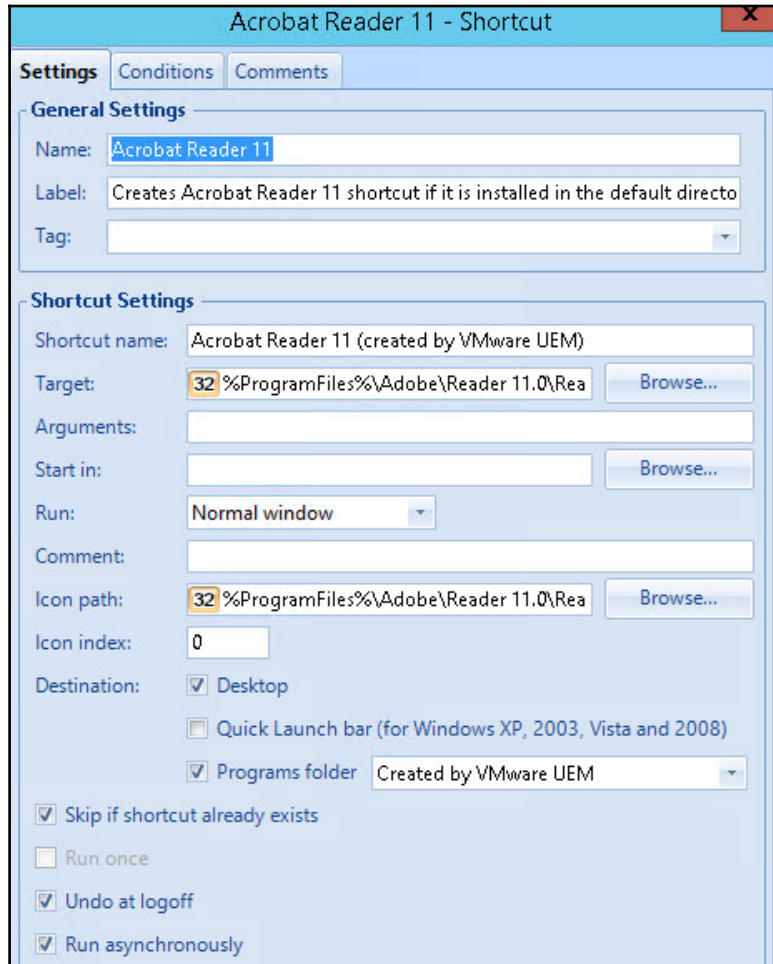 Acrobat Reader 11 - Shortcut
x
Settings Conditions Comments
General Settings
Name: Acrobat Reader 11
Label: Creates Acrobat Reader 11 shortcut if it is installed in the default directo
Tag:
Shortcut Settings
Shortcut name: Acrobat Reader 11 (created by VMware UEM)
Target: 32 %ProgramFiles%\Adobe\Reader 11.0\Rea Browse...
Arguments:
Start in: Browse...
Run: Normal window
Comment:
Icon path: 32 %ProgramFiles%\Adobe\Reader 11.0\Rea Browse...
Icon index: 0
Destination: Desktop
Quick Launch bar (for Windows XP, 2003, Vista and 2008)
Programs folder Created by VMware UEM
Skip if shortcut already exists
Run once
Undo at logoff
Run asynchronously